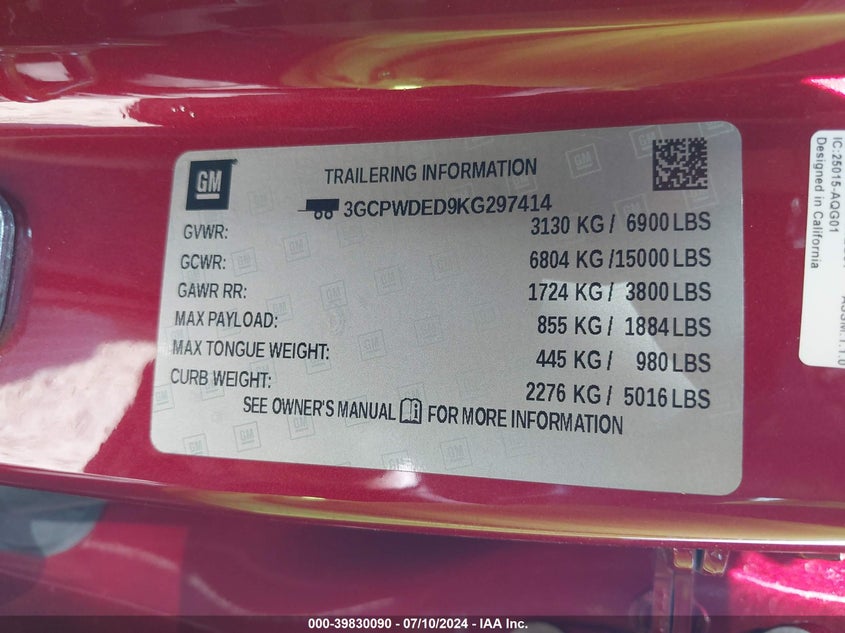 GM
TRAILERING INFORMATION
3GCPWDED9KG297414
GVWR: 3130 KG / 6900 LBS
GCWR: 6804 KG /15000 LBS
GAWR RR: 1724 KG / 3800 LBS
MAX PAYLOAD: 855 KG / 1884 LBS
MAX TONGUE WEIGHT: 445 KG / 980 LBS
CURB WEIGHT: 2276 KG / 5016 LBS
SEE OWNER'S MANUAL FOR MORE INFORMATION
IC:25015-AQG01
Designed in California
000-39830090 - 07/10/2024 - IAA Inc.